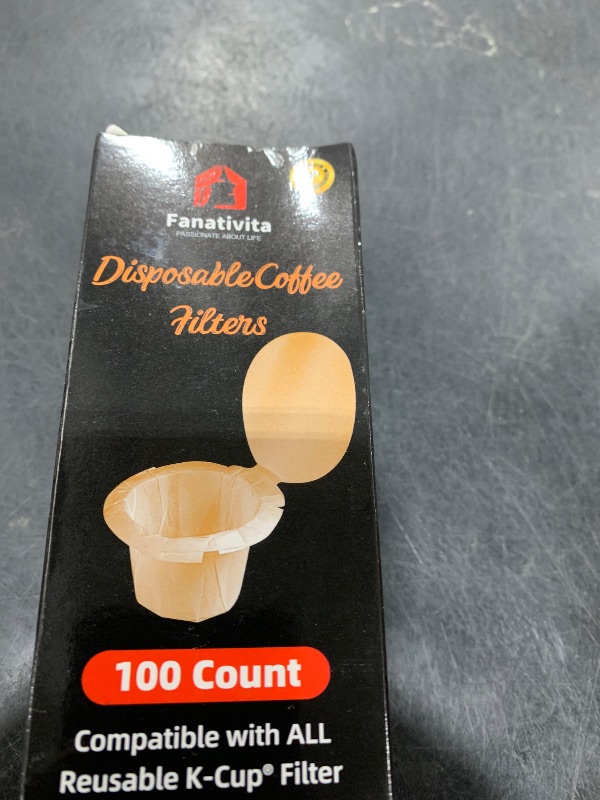 Fanativita
PASSIONATE ABOUT LIFE
Disposable Coffee
Filters
100 Count
Compatible with ALL
Reusable K-Cup® Filter